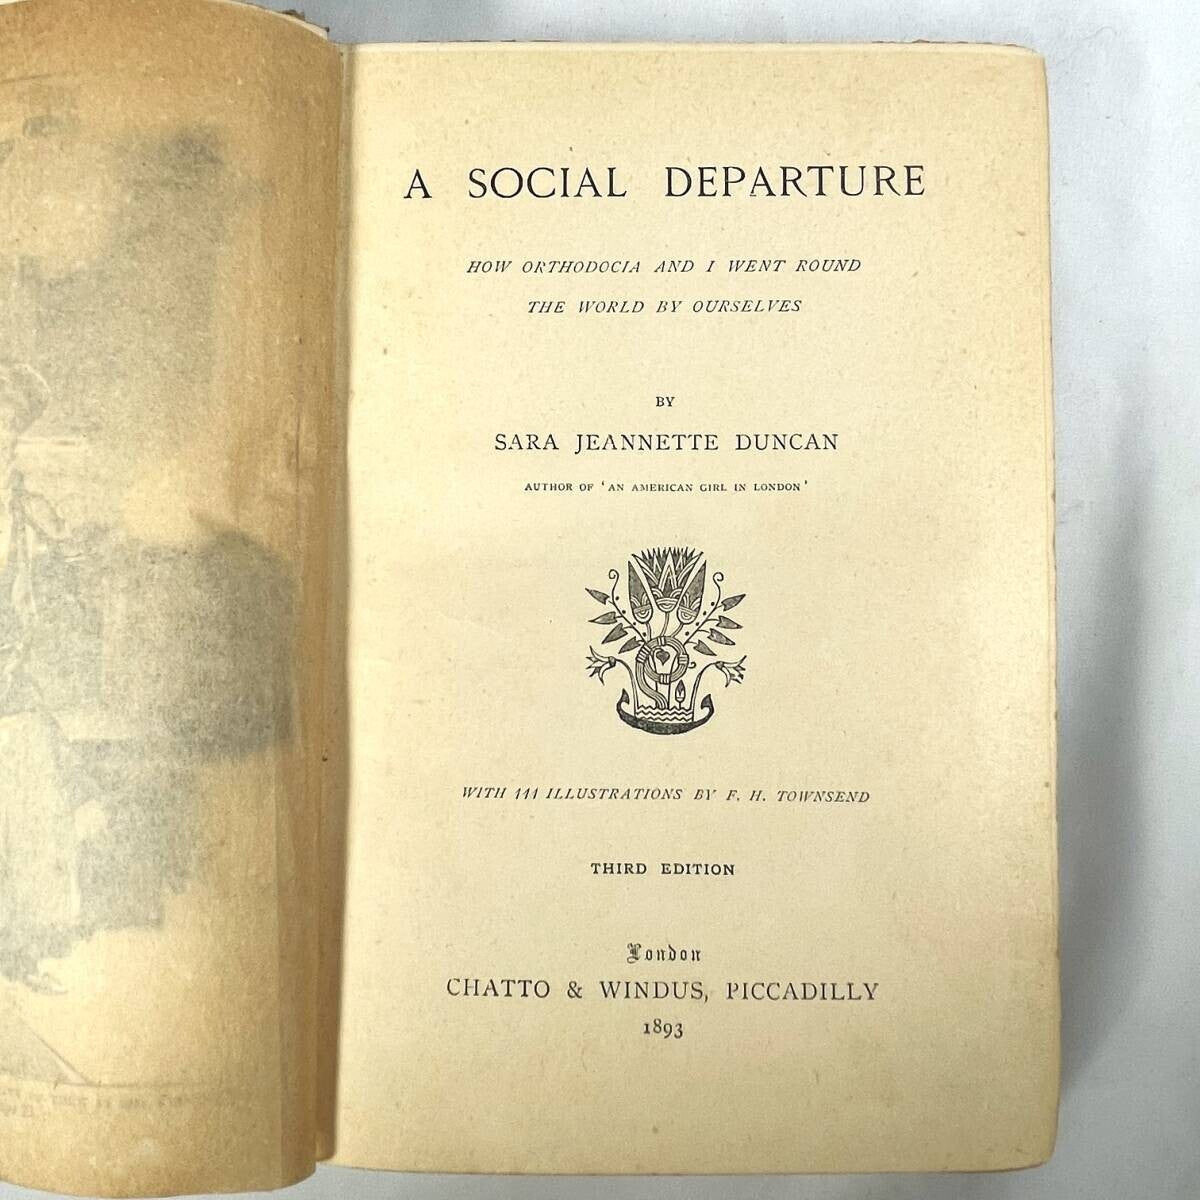 A SOCIAL DEPARTURE
HOW ORTHODOCIA AND I WENT ROUND
THE WORLD BY OURSELVES
BY
SARA JEANNETTE DUNCAN
AUTHOR OF 'AN AMERICAN GIRL IN LONDON'
WITH 111 ILLUSTRATIONS BY F. H. TOWNSEND
THIRD EDITION
London
CHATTO & WINDUS, PICCADILLY
1893